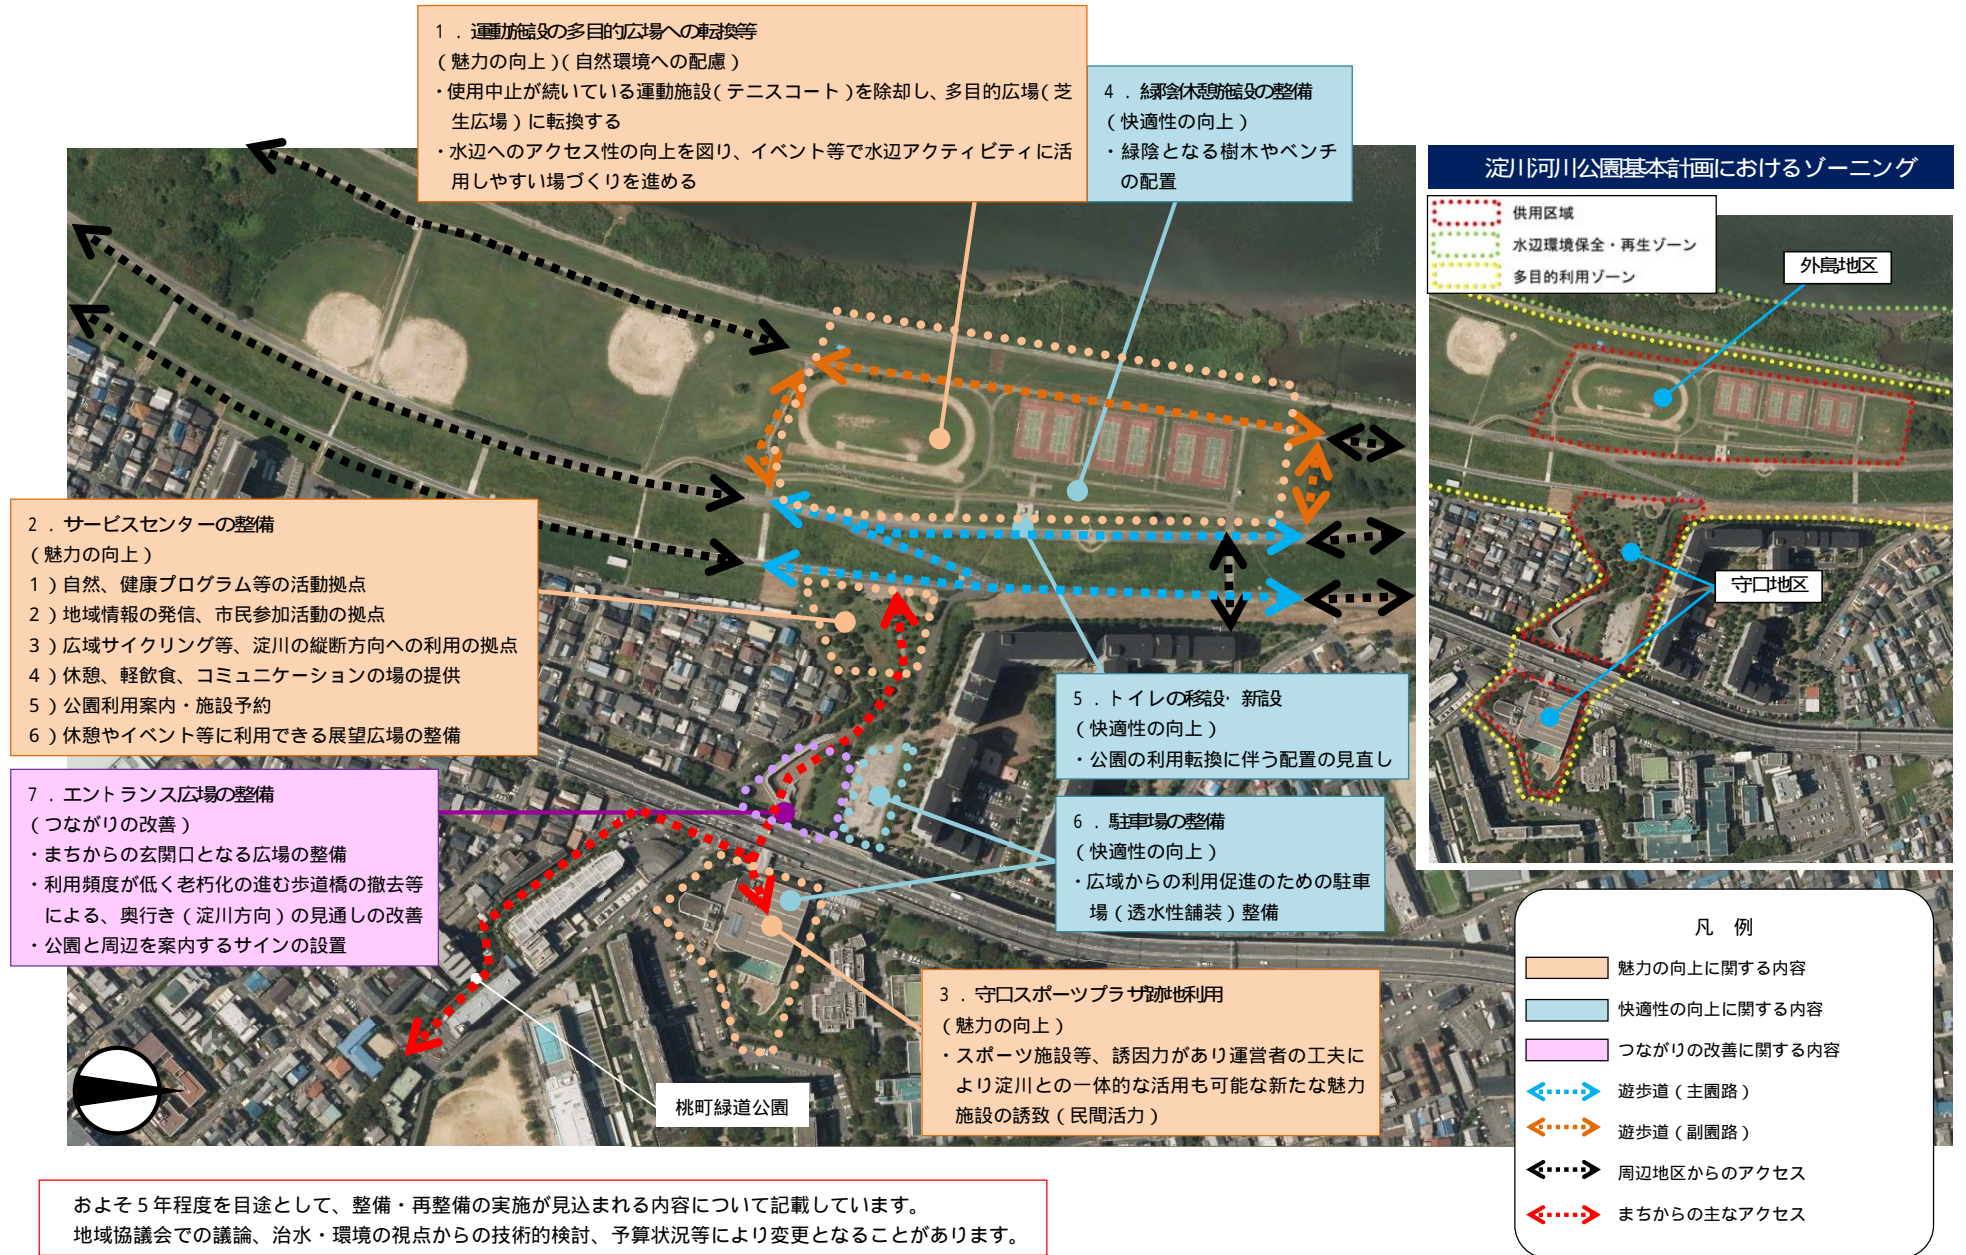 1．運動施設の多目的広場への転換等
（魅力の向上）（自然環境への配慮）
・使用中止が続いている運動施設（テニスコート）を除却し、多目的広場（芝
生広場）に転換する
・水辺へのアクセス性の向上を図り、イベント等で水辺アクティビティに活
用しやすい場づくりを進める
4．緑陰休憩施設の整備
（快適性の向上）
・緑陰となる樹木やベンチ
の配置
淀川河川公園基本計画におけるゾーニング
供用区域
水辺環境保全・再生ゾーン
多目的利用ゾーン
外島地区
守口地区
2．サービスセンターの整備
（魅力の向上）
1）自然、健康プログラム等の活動拠点
2）地域情報の発信、市民参加活動の拠点
3）広域サイクリング等、淀川の縦断方向への利用の拠点
4）休憩、軽飲食、コミュニケーションの場の提供
5）公園利用案内・施設予約
6）休憩やイベント等に利用できる展望広場の整備
5．トイレの移設・新設
（快適性の向上）
・公園の利用転換に伴う配置の見直し
7．エントランス広場の整備
（つながりの改善）
・まちからの玄関口となる広場の整備
・利用頻度が低く老朽化の進む歩道橋の撤去等
による、奥行き（淀川方向）の見通しの改善
・公園と周辺を案内するサインの設置
6．駐車場の整備
（快適性の向上）
・広域からの利用促進のための駐車
場（透水性舗装）整備
3．守口スポーツプラザ跡地利用
（魅力の向上）
・スポーツ施設等、誘因力があり運営者の工夫に
より淀川との一体的な活用も可能な新たな魅力
施設の誘致（民間活力）
桃町緑道公園
凡 例
魅力の向上に関する内容
快適性の向上に関する内容
つながりの改善に関する内容
遊歩道（主園路）
遊歩道（副園路）
周辺地区からのアクセス
まちからの主なアクセス
およそ5年程度を目途として、整備・再整備の実施が見込まれる内容について記載しています。
地域協議会での議論、治水・環境の視点からの技術的検討、予算状況等により変更となることがあります。